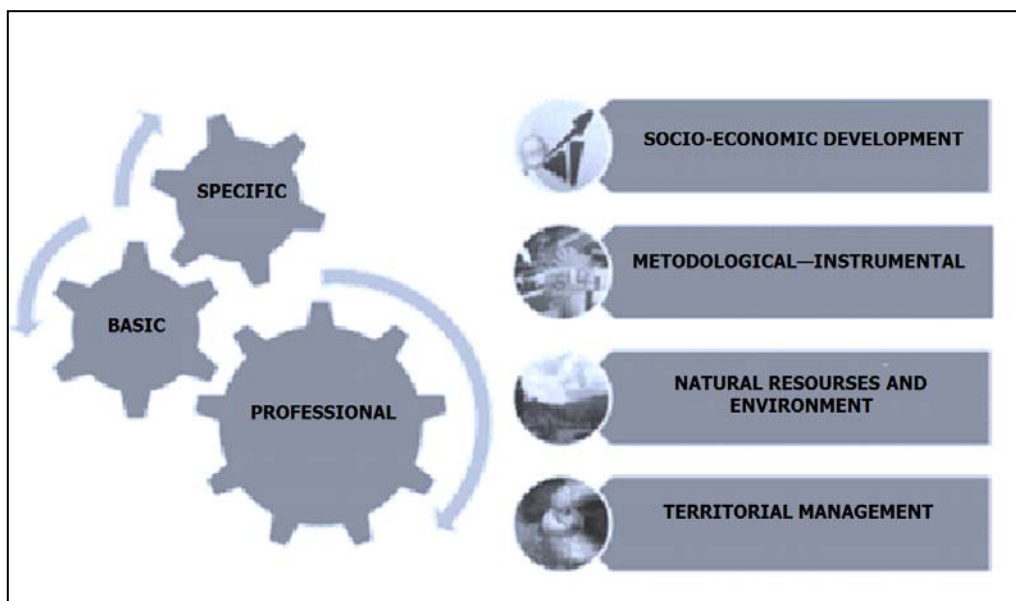 SPECIFIC
BASIC
PROFESSIONAL
SOCIO-ECONOMIC DEVELOPMENT
METODOLOGICAL—INSTRUMENTAL
NATURAL RESOURSES AND
ENVIRONMENT
TERRITORIAL MANAGEMENT